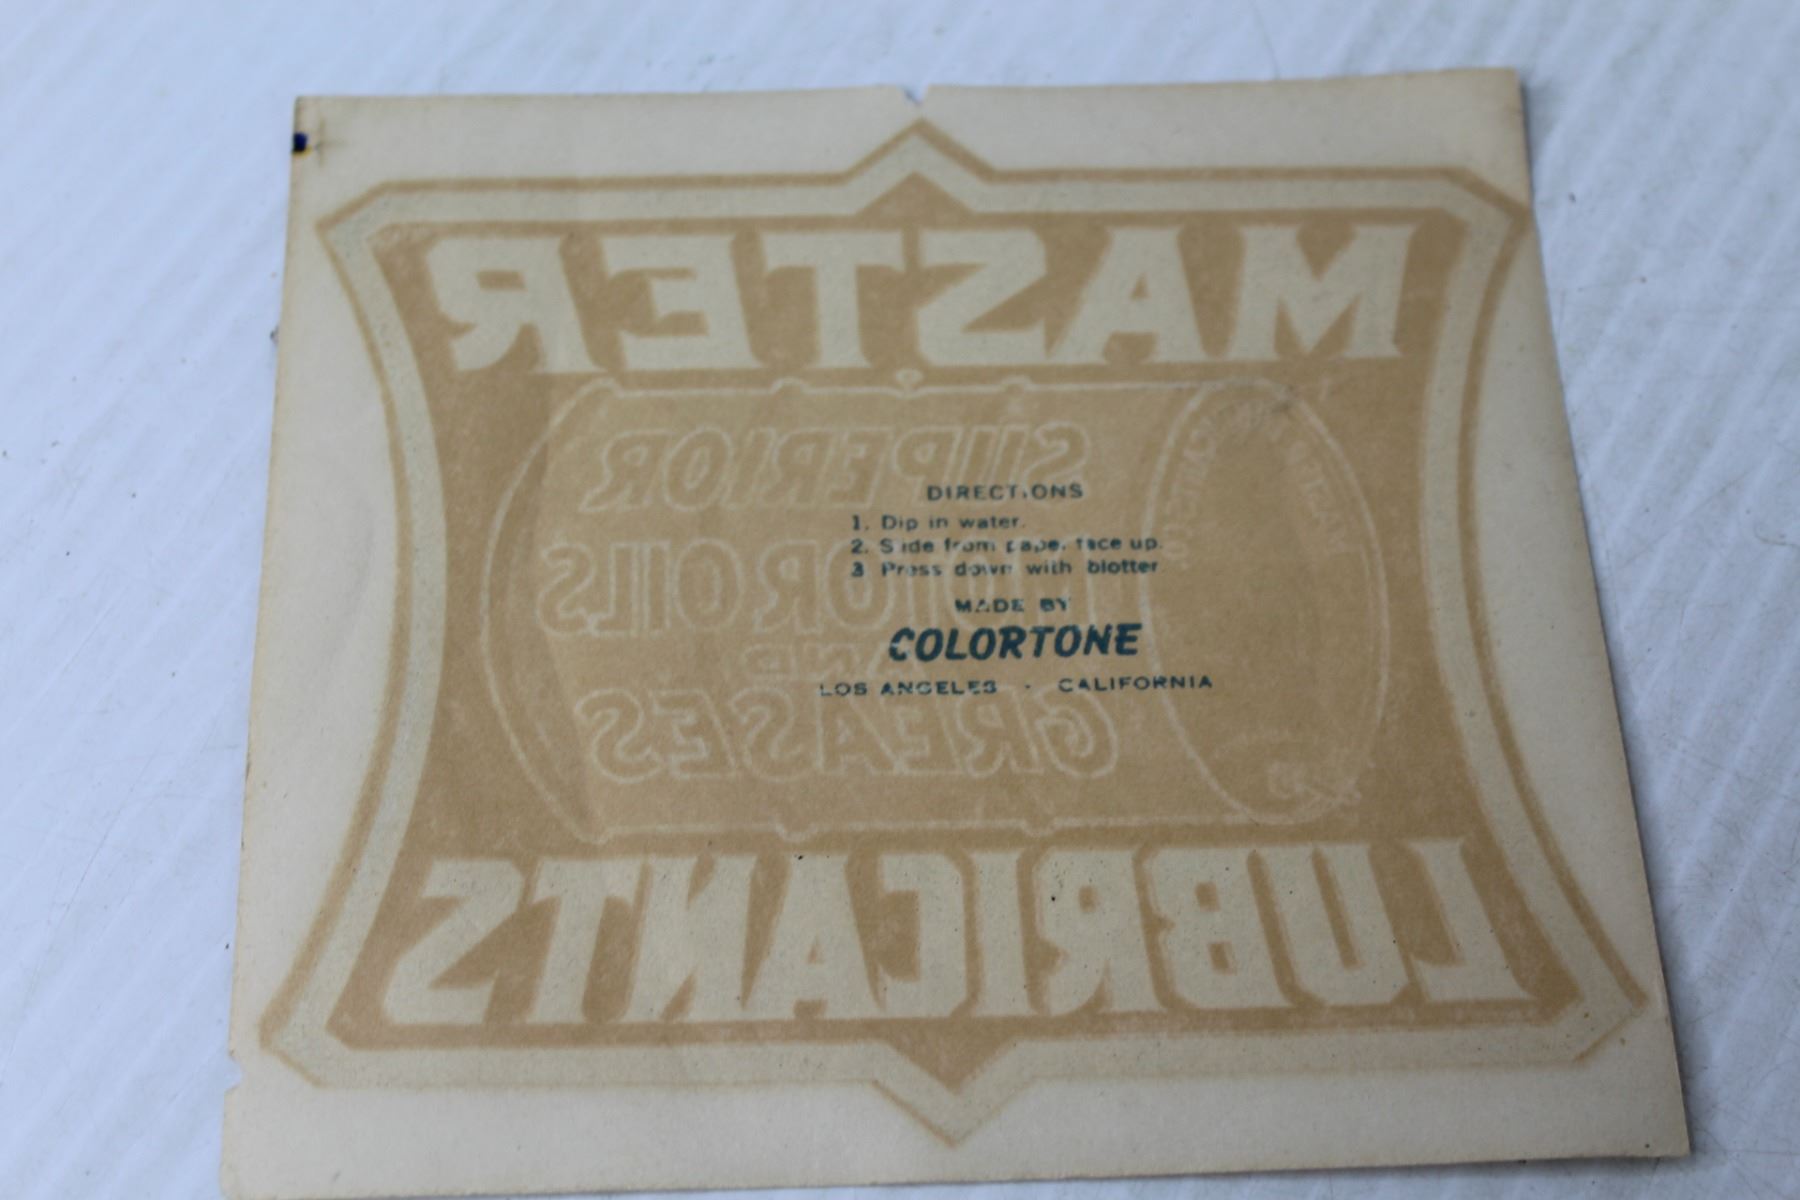 MASTER
SUPERIOR
MOTOR OILS
AND
GREASES
LUBRICANTS
DIRECTIONS
1. Dip in water.
2. Slide from paper face up.
3 Press down with blotter
MADE BY
COLORTONE
LOS ANGELES - CALIFORNIA